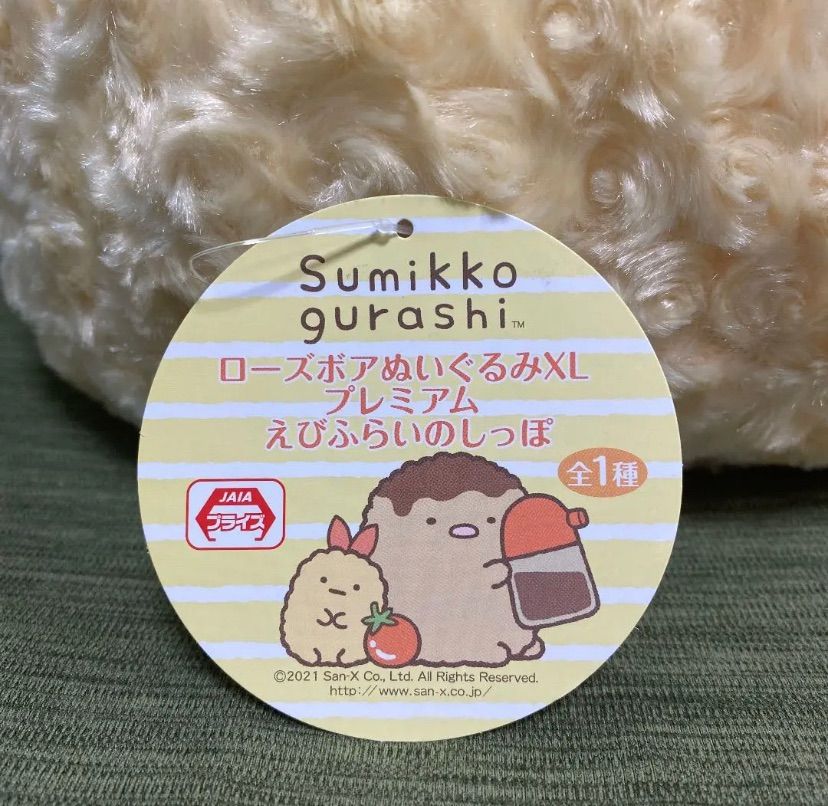 Sumikko
gurashi™
ローズボアぬいぐるみXL
プレミアム
えびふらいのしっぽ
全1種
JAIA
プライズ
©2021 San-X Co., Ltd. All Rights Reserved.
http://www.san-x.co.jp/